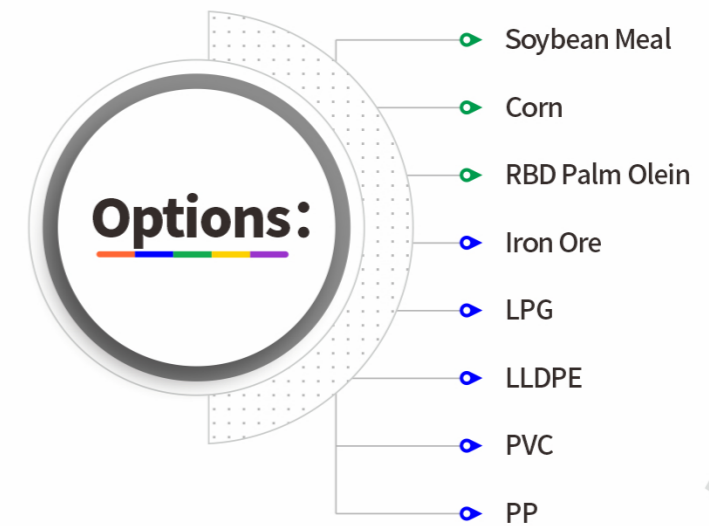 Options:
Soybean Meal
Corn
RBD Palm Olein
Iron Ore
LPG
LLDPE
PVC
PP